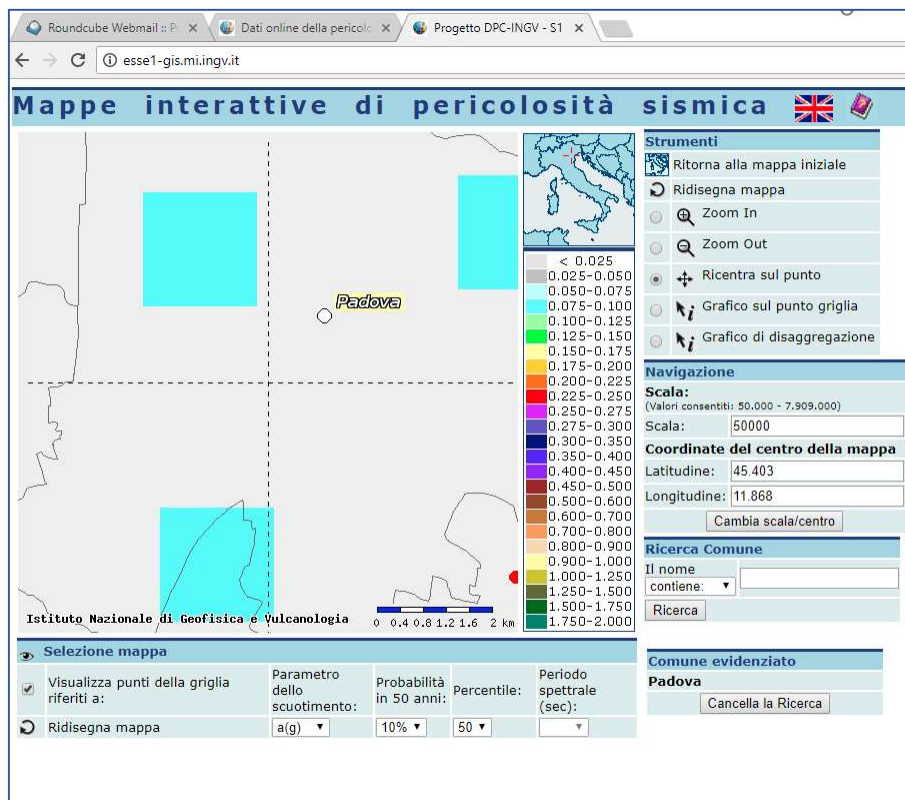 Roundcube Webmail :: P
Dati online della pericolo
Progetto DPC-INGV - S1
esse1-gis.mi.ingv.it
Mappe interattive di pericolosità sismica
Padova
Istituto Nazionale di Geofisica e Vulcanologia
0 0.4 0.8 1.2 1.6 2 km
< 0.025
0.025-0.050
0.050-0.075
0.075-0.100
0.100-0.125
0.125-0.150
0.150-0.175
0.175-0.200
0.200-0.225
0.225-0.250
0.250-0.275
0.275-0.300
0.300-0.350
0.350-0.400
0.400-0.450
0.450-0.500
0.500-0.600
0.600-0.700
0.700-0.800
0.800-0.900
0.900-1.000
1.000-1.250
1.250-1.500
1.500-1.750
1.750-2.000
Strumenti
Ritorna alla mappa iniziale
Ridisegna mappa
Zoom In
Zoom Out
Ricentra sul punto
Grafico sul punto griglia
Grafico di disaggregazione
Navigazione
Scala:
(Valori consentiti: 50.000 - 7.909.000)
Scala: 50000
Coordinate del centro della mappa
Latitudine: 45.403
Longitudine: 11.868
Cambia scala/centro
Ricerca Comune
Il nome
contiene:
Ricerca
Selezione mappa
Visualizza punti della griglia
riferiti a:
Parametro
dello
scuotimento:
Probabilità
in 50 anni:
Percentile:
Periodo
spettrale
(sec):
Ridisegna mappa
a(g)
10%
50
Comune evidenziato
Padova
Cancella la Ricerca